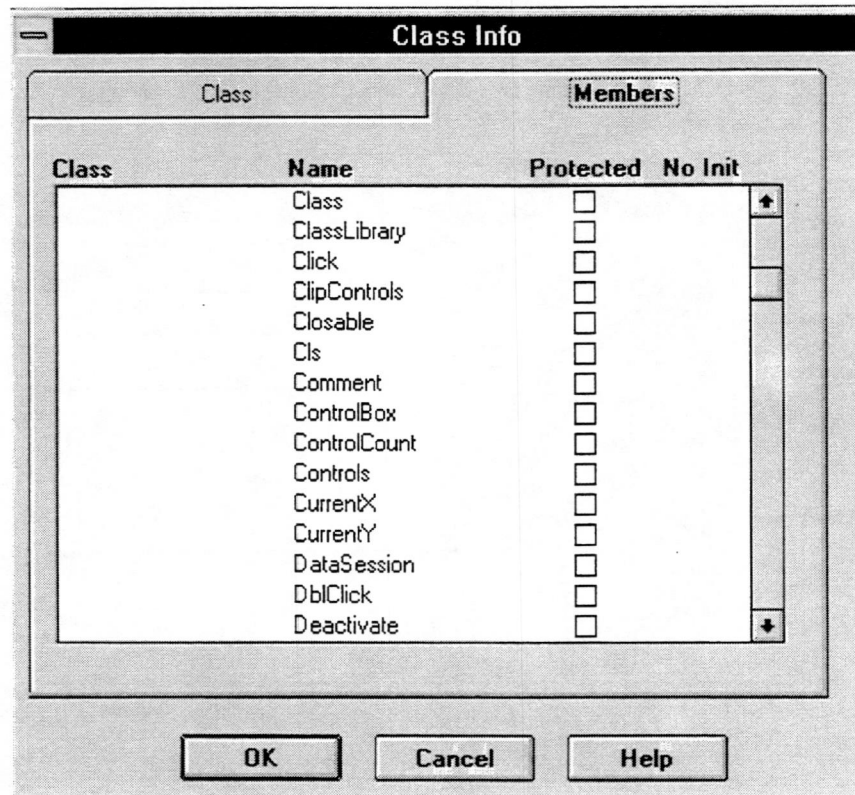 Class Info
Class Members
Class Name Protected No Init
Class
ClassLibrary
Click
ClipControls
Closable
Cls
Comment
ControlBox
ControlCount
Controls
CurrentX
CurrentY
DataSession
DblClick
Deactivate
OK Cancel Help